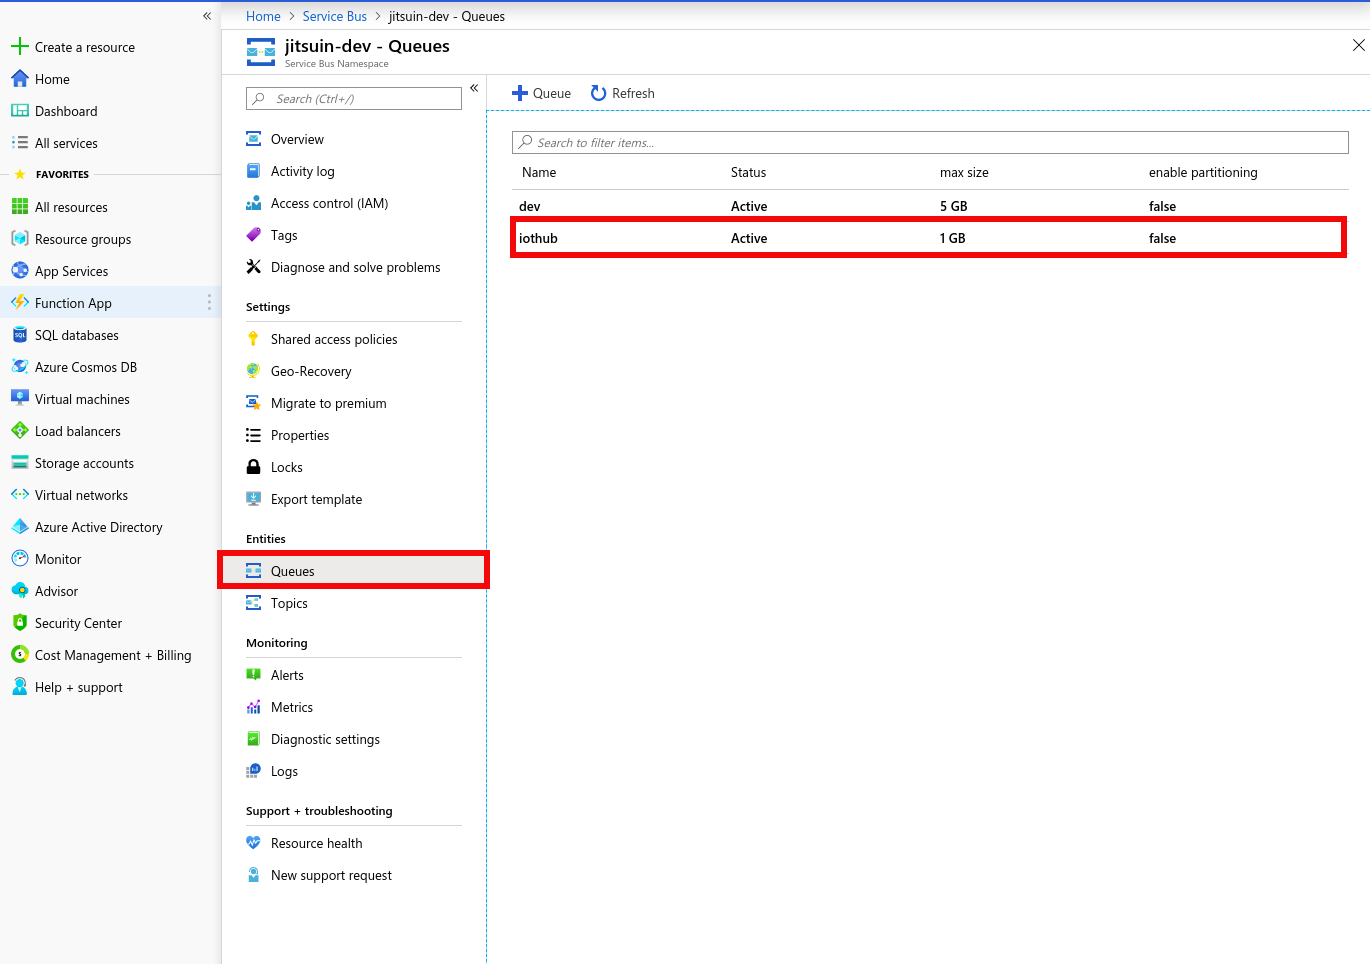 Home > Service Bus > jitsuin-dev - Queues
jitsuin-dev - Queues
Service Bus Namespace
Create a resource
Home
Dashboard
All services
FAVORITES
All resources
Resource groups
App Services
Function App
SQL databases
Azure Cosmos DB
Virtual machines
Load balancers
Storage accounts
Virtual networks
Azure Active Directory
Monitor
Advisor
Security Center
Cost Management + Billing
Help + support
Search (Ctrl+/)
Overview
Activity log
Access control (IAM)
Tags
Diagnose and solve problems
Settings
Shared access policies
Geo-Recovery
Migrate to premium
Properties
Locks
Export template
Entities
Queues
Topics
Monitoring
Alerts
Metrics
Diagnostic settings
Logs
Support + troubleshooting
Resource health
New support request
Queue Refresh
Search to filter items...
Name Status max size enable partitioning
dev Active 5 GB false
iothub Active 1 GB false